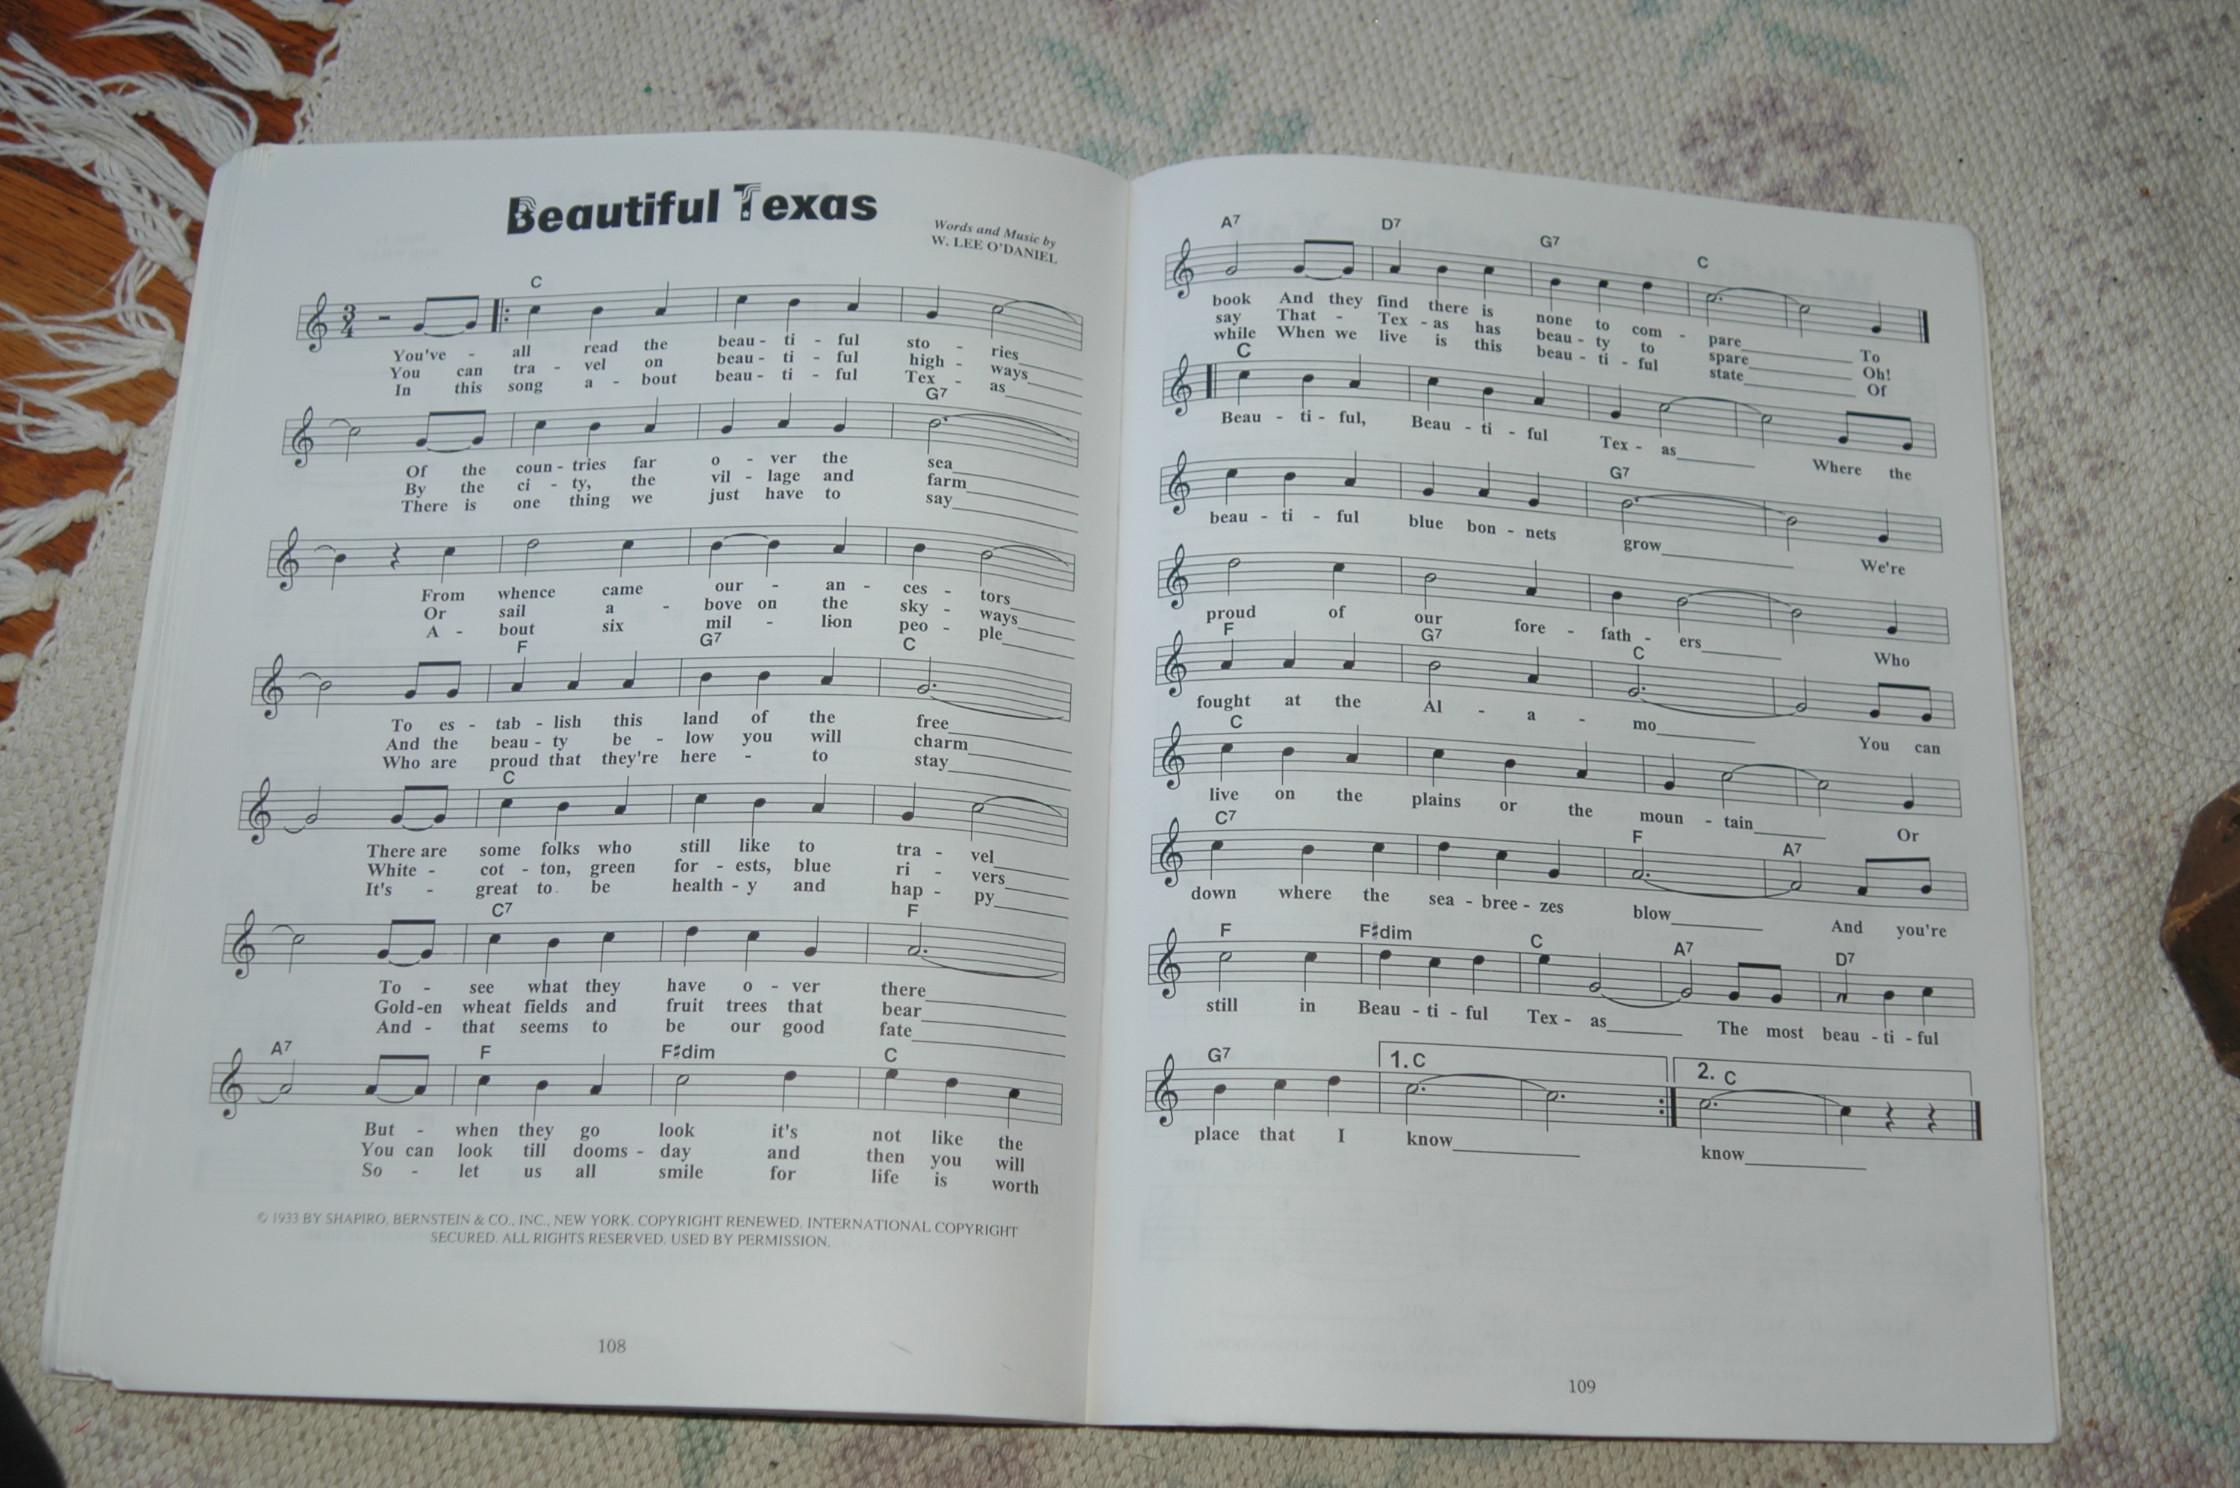 Beautiful Texas
Words and Music by
W. LEE O'DANIEL
C
You've - all read the beau - ti - ful sto - ries
You can tra - vel on beau - ti - ful high - ways
In this song a - bout beau - ti - ful Tex - as
G7
Of the coun - tries far o - ver the sea
By the ci - ty, the vil - lage and farm
There is one thing we just have to say
From whence came our - an - ces - tors
Or sail a - bove on the sky - ways
A - bout six mil - lion peo - ple
F G7 C
To es - tab - lish this land of the free
And the beau - ty be - low you will charm
Who are proud that they're here - to stay
C
There are some folks who still like to tra - vel
White - cot - ton, green for - ests, blue ri - vers
It's - great to be health - y and hap - py
C7 F
To - see what they have o - ver there
Gold - en wheat fields and fruit trees that bear
And - that seems to be our good fate
A7 F F♯dim C
But - when they go look it's not like the
You can look till dooms - day and then you will
So - let us all smile for life is worth
© 1933 BY SHAPIRO, BERNSTEIN & CO., INC., NEW YORK. COPYRIGHT RENEWED. INTERNATIONAL COPYRIGHT
SECURED. ALL RIGHTS RESERVED. USED BY PERMISSION.
108
A7 D7 G7 C
book And they find there is none to com - pare To
say That - Tex - as has beau - ty to spare Oh!
while When we live is this beau - ti - ful state Of
C
Beau - ti - ful, Beau - ti - ful Tex - as Where the
G7
beau - ti - ful blue bon - nets grow We're
proud of our fore - fath - ers Who
F G7 C
fought at the Al - a - mo You can
C
live on the plains or the moun - tain Or
C7 F A7
down where the sea - bree - zes blow And you're
F F♯dim C A7 D7
still in Beau - ti - ful Tex - as The most beau - ti - ful
G7 1. C 2. C
place that I know know
109